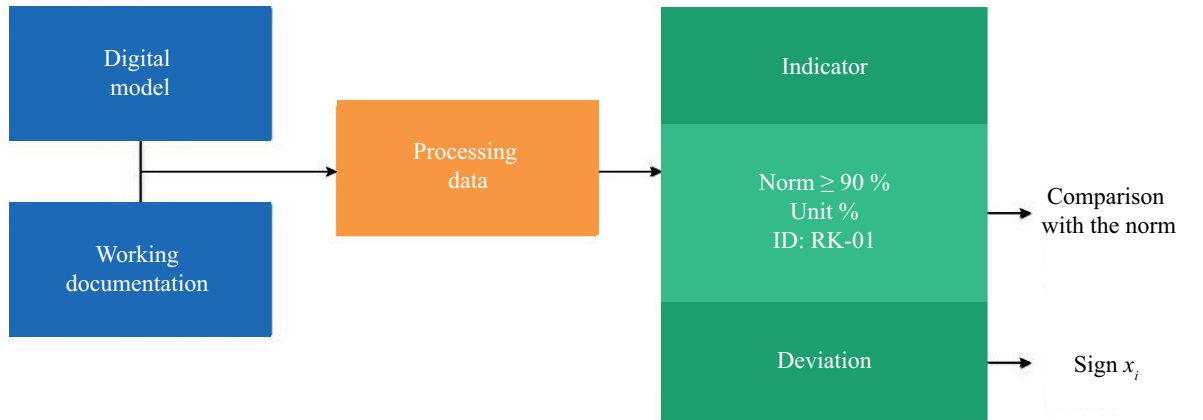 Digital
model
Working
documentation
Processing
data
Indicator
Norm ≥ 90 %
Unit %
ID: RK-01
Deviation
Comparison
with the norm
Sign xᵢ